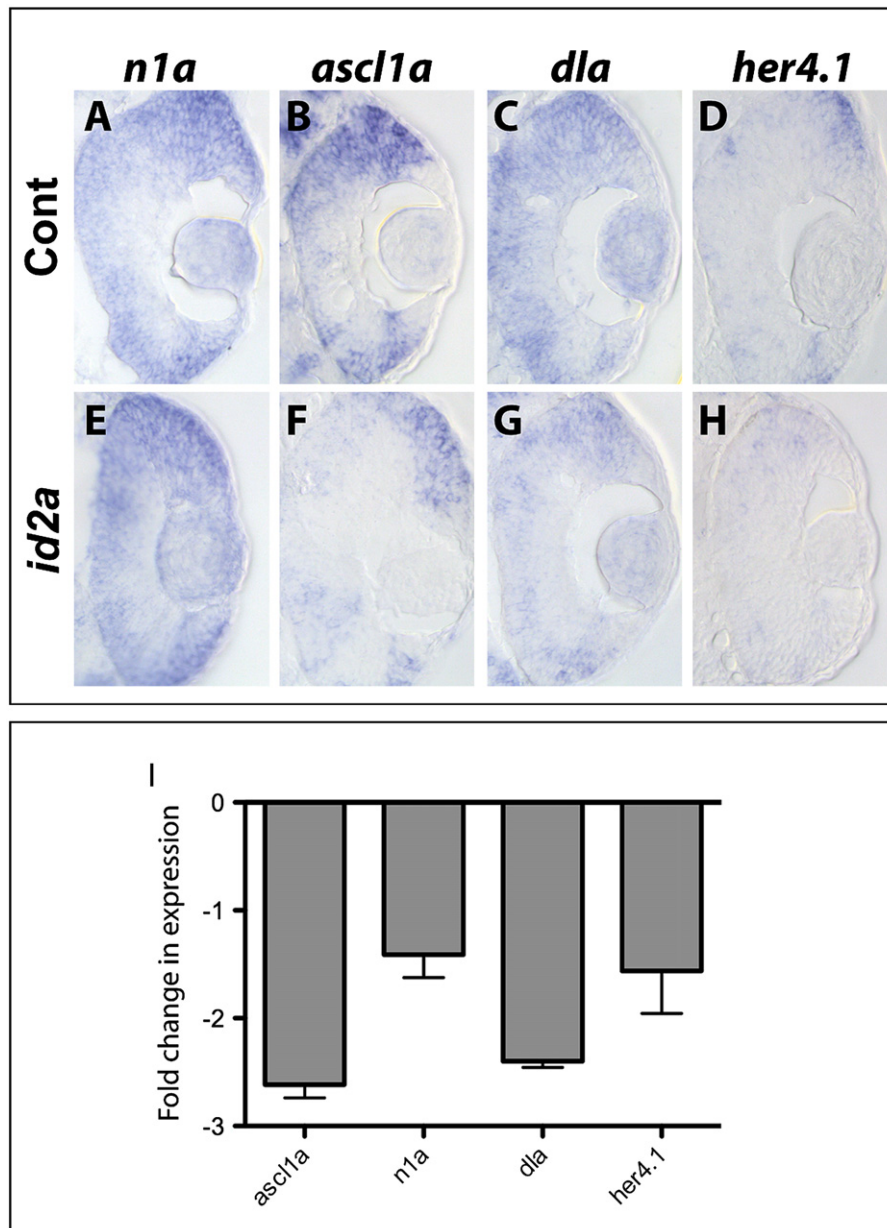 n1a ascl1a dla her4.1
Cont
A B C D
id2a
E F G H
I
Fold change in expression
0
-1
-2
-3
ascl1a n1a dla her4.1